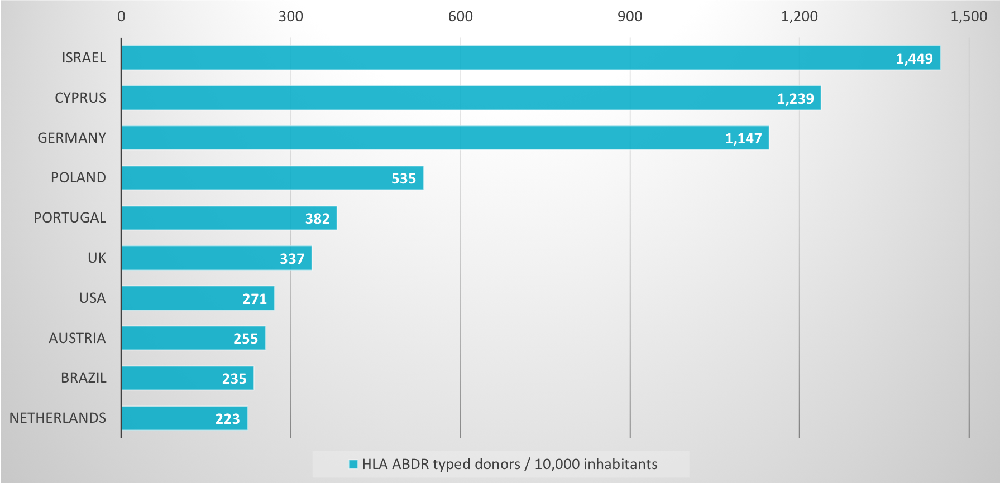 0 300 600 900 1,200 1,500
ISRAEL 1,449
CYPRUS 1,239
GERMANY 1,147
POLAND 535
PORTUGAL 382
UK 337
USA 271
AUSTRIA 255
BRAZIL 235
NETHERLANDS 223
HLA ABDR typed donors / 10,000 inhabitants